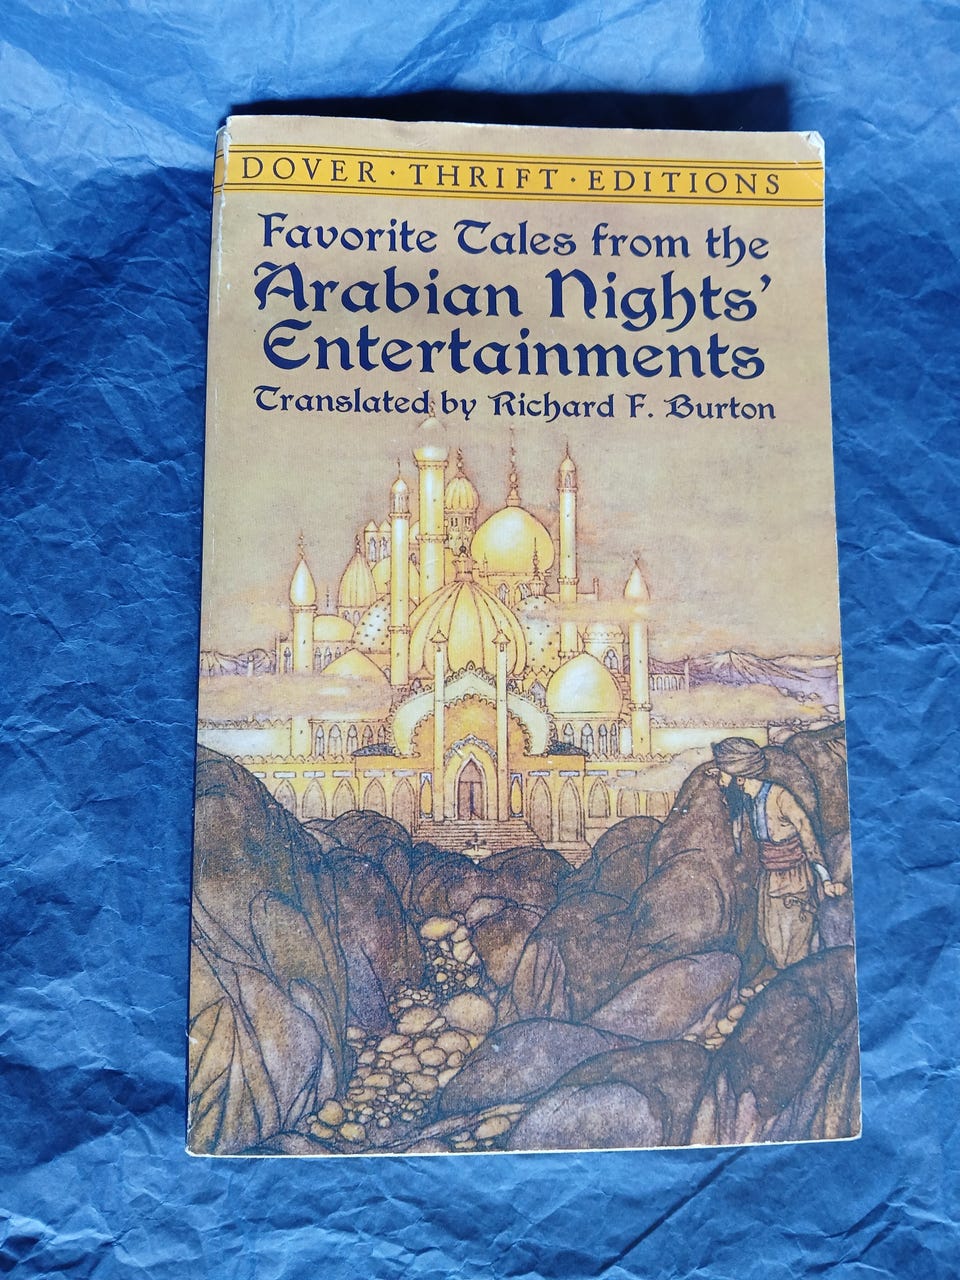 DOVER · THRIFT · EDITIONS
Favorite Tales from the
Arabian Nights'
Entertainments
Translated by Richard F. Burton